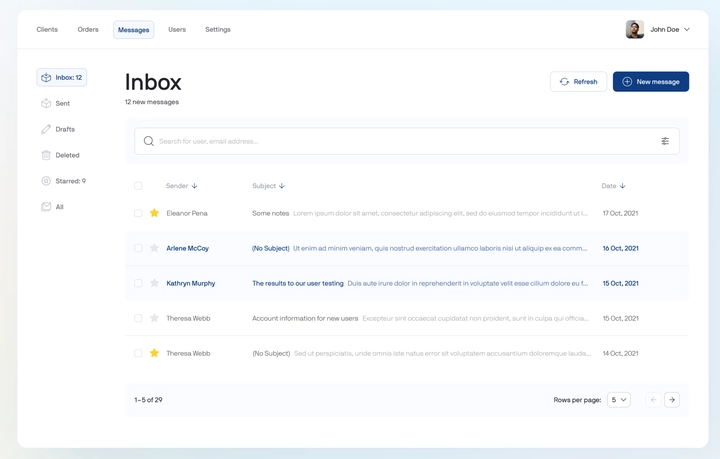 Clients Orders Messages Users Settings John Doe
Inbox: 12
Sent
Drafts
Deleted
Starred: 9
All
Inbox
12 new messages
Refresh
New message
Search for user, email address...
Sender Subject Date
Eleanor Pena Some notes Lorem ipsum dolor sit amet, consectetur adipiscing elit, sed do eiusmod tempor incididunt ut l... 17 Oct, 2021
Arlene McCoy (No Subject) Ut enim ad minim veniam, quis nostrud exercitation ullamco laboris nisi ut aliquip ex ea comm... 16 Oct, 2021
Kathryn Murphy The results to our user testing Duis aute irure dolor in reprehenderit in voluptate velit esse cillum dolore eu f... 15 Oct, 2021
Theresa Webb Account information for new users Excepteur sint occaecat cupidatat non proident, sunt in culpa qui officia... 15 Oct, 2021
Theresa Webb (No Subject) Sed ut perspiciatis, unde omnis iste natus error sit voluptatem accusantium doloremque lauda... 14 Oct, 2021
1–5 of 29
Rows per page: 5